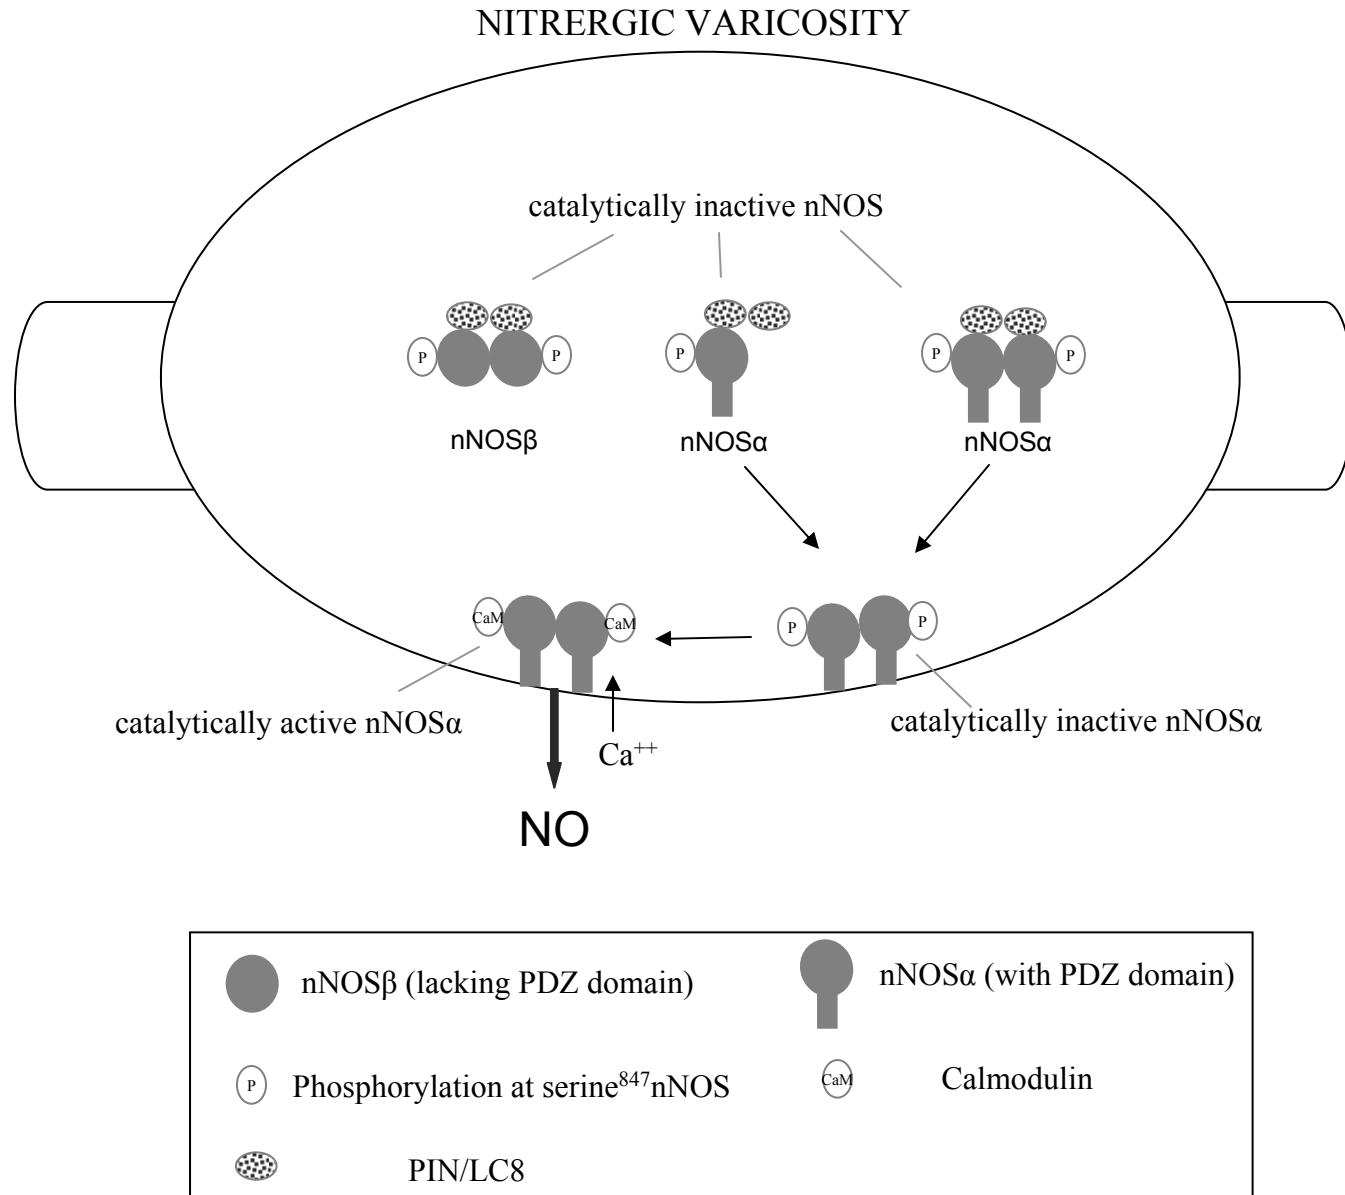 NITRERGIC VARICOSITY
catalytically inactive nNOS
P P P P P
nNOSβ nNOSα nNOSα
CaM CaM P P
catalytically active nNOSα
catalytically inactive nNOSα
Ca⁺⁺
NO
nNOSβ (lacking PDZ domain)
nNOSα (with PDZ domain)
P Phosphorylation at serine⁸⁴⁷nNOS
CaM Calmodulin
PIN/LC8